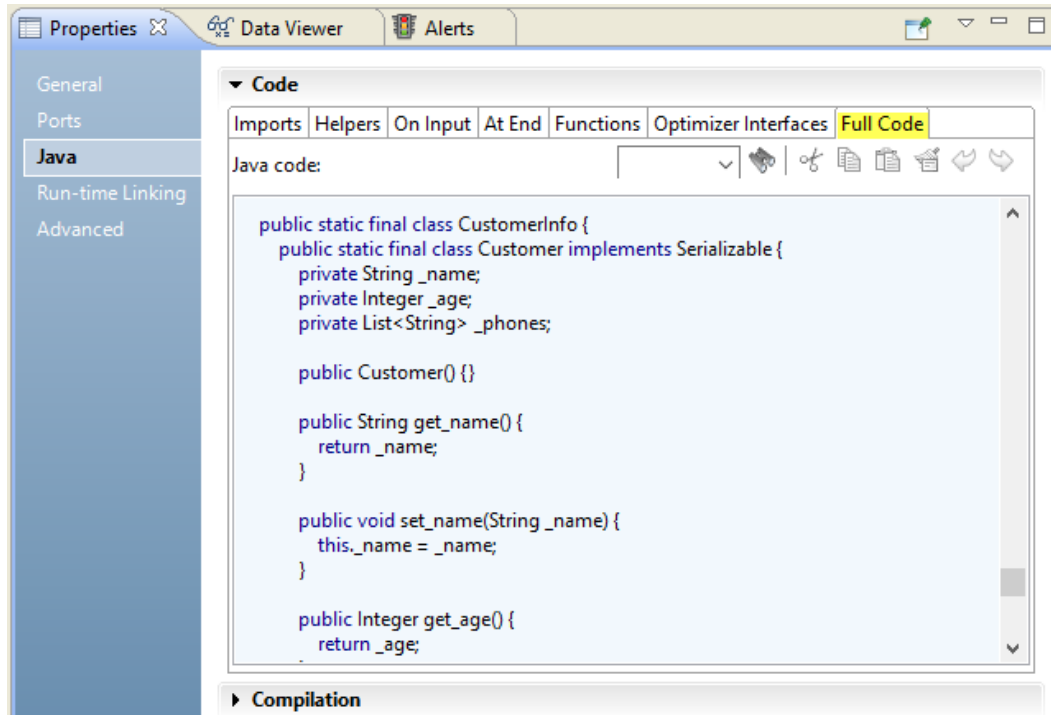 Properties Data Viewer Alerts
General
Ports
Java
Run-time Linking
Advanced
Code
Imports Helpers On Input At End Functions Optimizer Interfaces Full Code
Java code:
public static final class CustomerInfo {
public static final class Customer implements Serializable {
private String _name;
private Integer _age;
private List<String> _phones;
public Customer() {}
public String get_name() {
return _name;
}
public void set_name(String _name) {
this._name = _name;
}
public Integer get_age() {
return _age;
Compilation